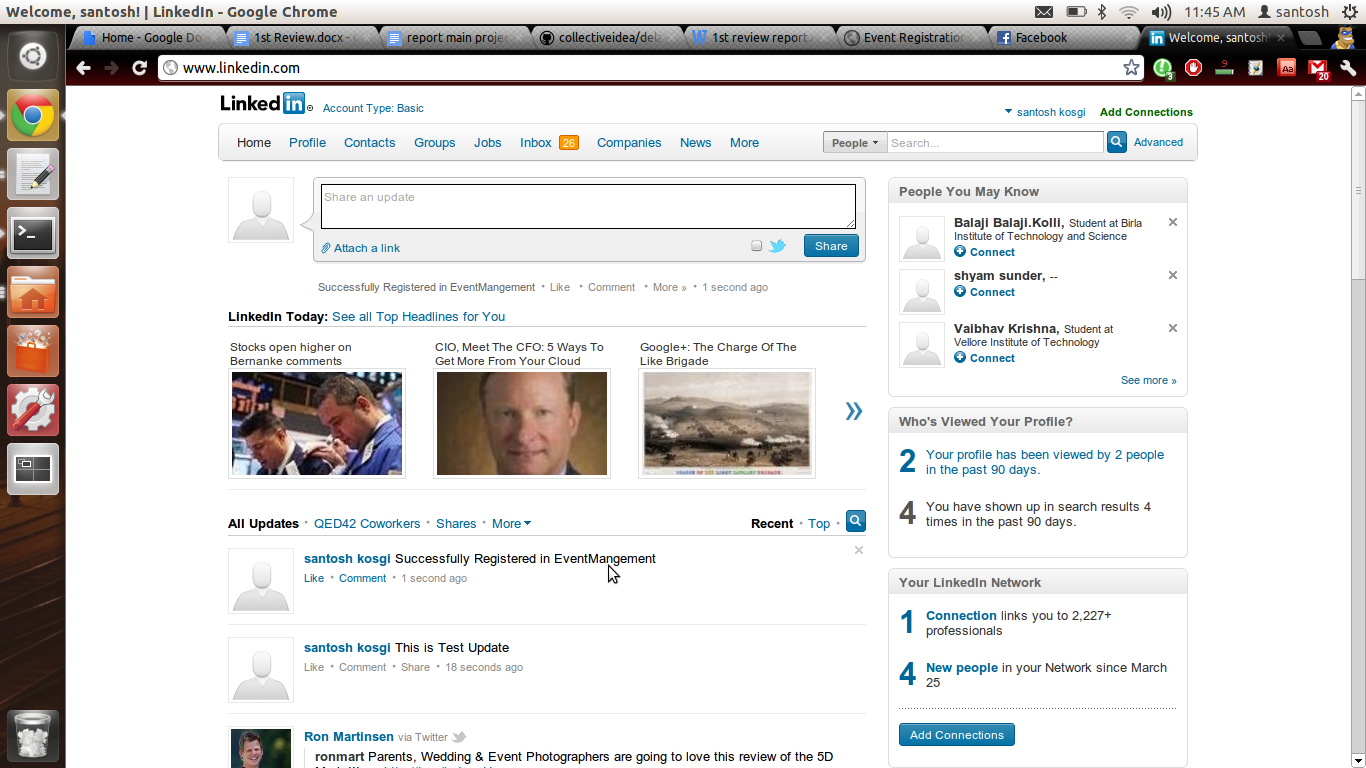 Welcome, santosh! | LinkedIn - Google Chrome
11:45 AM santosh
Home - Google Do
1st Review.docx -
report main proje
collectiveidea/dela
1st review report.
Event Registration
Facebook
Welcome, santosh!
www.linkedin.com
3
9
Aa
20
Linked in
Account Type: Basic
santosh kosgi Add Connections
Home Profile Contacts Groups Jobs Inbox 26 Companies News More
People Search... Advanced
Share an update
Attach a link
Share
Successfully Registered in EventMangement • Like • Comment • More » • 1 second ago
LinkedIn Today: See all Top Headlines for You
Stocks open higher on
Bernanke comments
CIO, Meet The CFO: 5 Ways To
Get More From Your Cloud
Google+: The Charge Of The
Like Brigade
»
All Updates • QED42 Coworkers • Shares • More
Recent • Top •
santosh kosgi Successfully Registered in EventMangement
Like • Comment • 1 second ago
santosh kosgi This is Test Update
Like • Comment • Share • 18 seconds ago
Ron Martinsen via Twitter
ronmart Parents, Wedding & Event Photographers are going to love this review of the 5D
People You May Know
Balaji Balaji.Kolli, Student at Birla
Institute of Technology and Science
Connect
shyam sunder, --
Connect
Vaibhav Krishna, Student at
Vellore Institute of Technology
Connect
See more »
Who's Viewed Your Profile?
2 Your profile has been viewed by 2 people
in the past 90 days.
4 You have shown up in search results 4
times in the past 90 days.
Your LinkedIn Network
1 Connection links you to 2,227+
professionals
4 New people in your Network since March
25
Add Connections